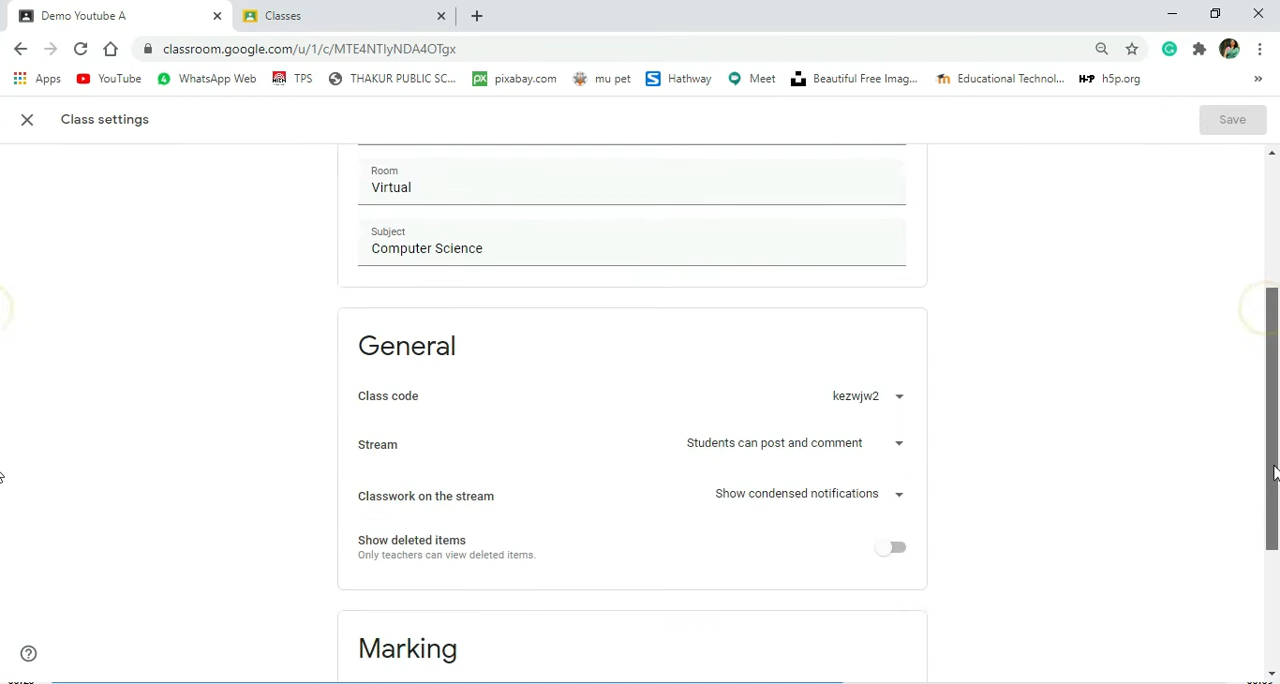 Demo Youtube A
Classes
classroom.google.com/u/1/c/MTE4NTIyNDA4OTgx
Apps YouTube WhatsApp Web TPS THAKUR PUBLIC SC... pixabay.com mu pet Hathway Meet Beautiful Free Imag... Educational Technol... H5P h5p.org »
Class settings
Save
Room
Virtual
Subject
Computer Science
General
Class code kezwjw2
Stream Students can post and comment
Classwork on the stream Show condensed notifications
Show deleted items
Only teachers can view deleted items.
Marking